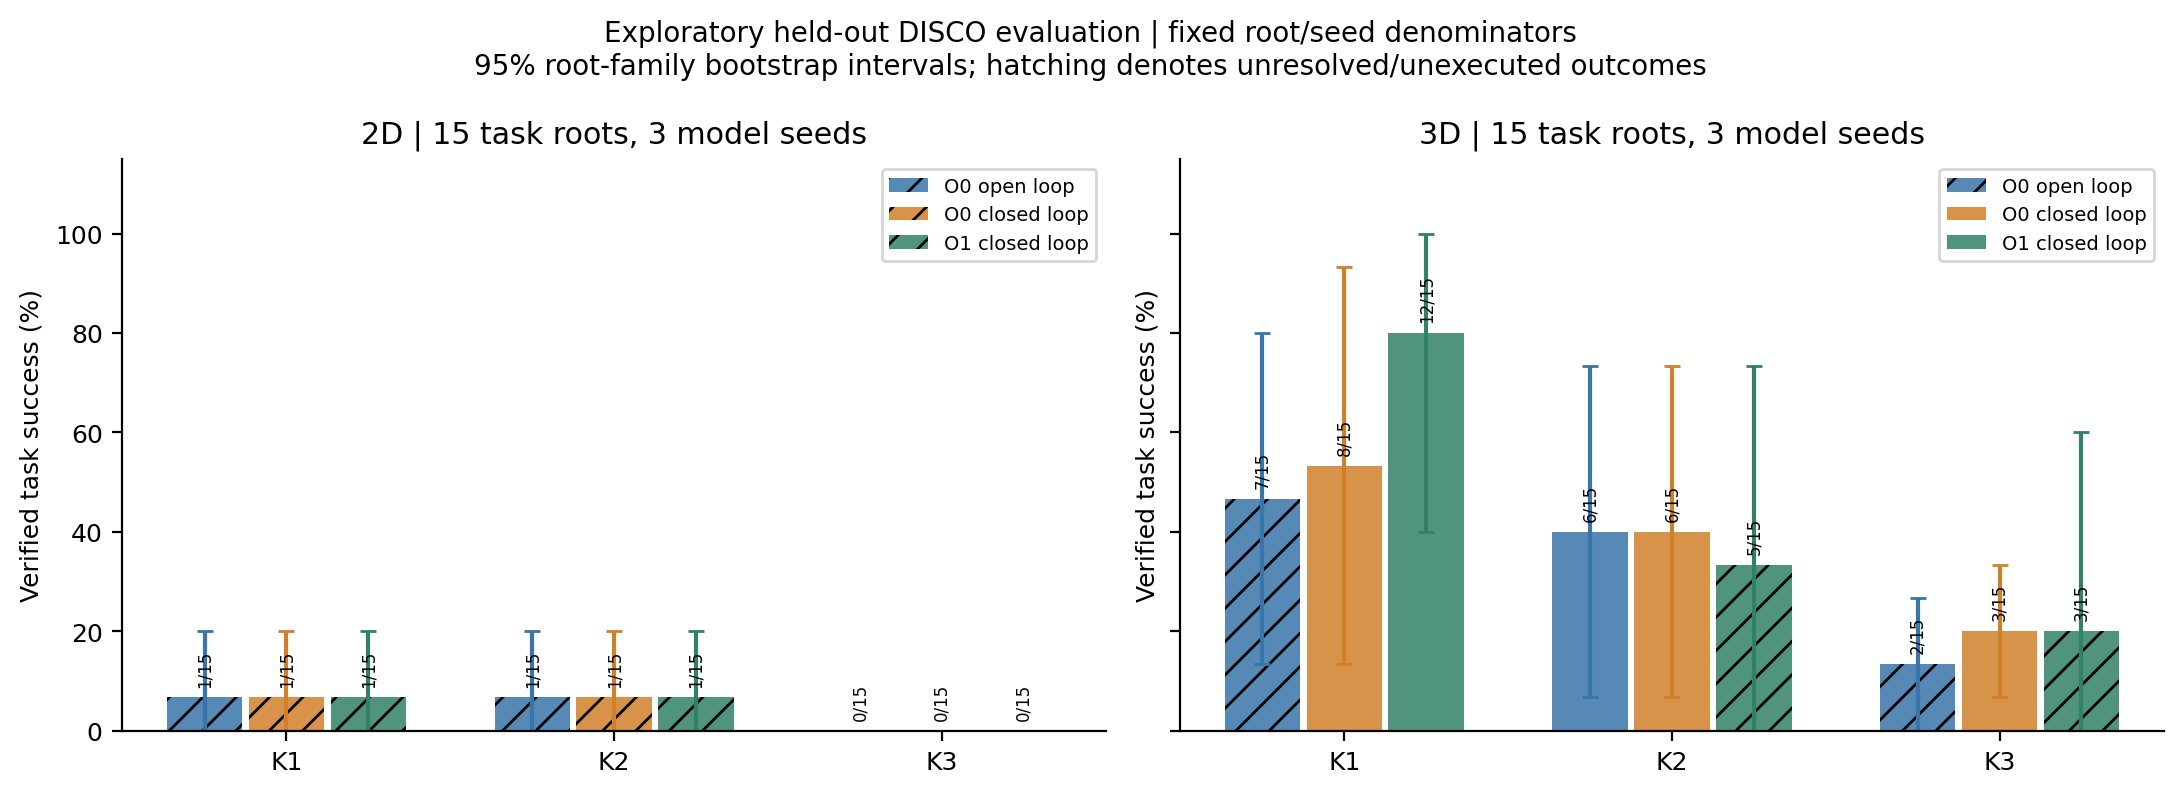 Exploratory held-out DISCO evaluation | fixed root/seed denominators
95% root-family bootstrap intervals; hatching denotes unresolved/unexecuted outcomes
2D | 15 task roots, 3 model seeds
O0 open loop
O0 closed loop
O1 closed loop
Verified task success (%)
100
80
60
40
20
0
1/15
1/15
1/15
1/15
1/15
1/15
0/15
0/15
0/15
K1
K2
K3
3D | 15 task roots, 3 model seeds
O0 open loop
O0 closed loop
O1 closed loop
Verified task success (%)
7/15
8/15
12/15
6/15
6/15
5/15
2/15
3/15
3/15
K1
K2
K3